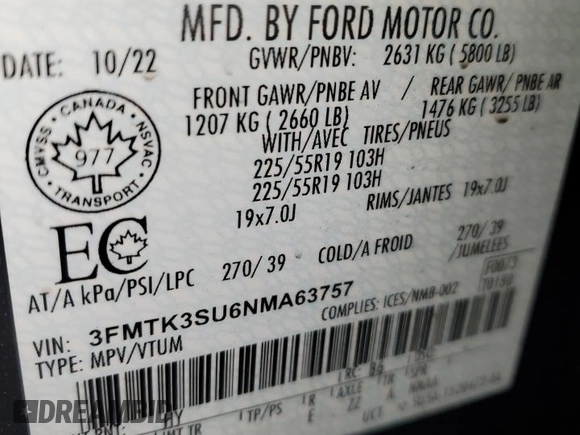 MFD. BY FORD MOTOR CO.
DATE: 10/22
GVWR/PNBV: 2631 KG ( 5800 LB)
FRONT GAWR/PNBE AV / REAR GAWR/ PNBE AR
1207 KG ( 2660 LB) 1476 KG ( 3255 LB)
WITH/AVEC TIRES/PNEUS
225/55R19 103H
225/55R19 103H
19x7.0J RIMS/JANTES 19x7.0J
CMVSS CANADA NSVAC
977
TRANSPORT
EC
AT/A kPa/PSI/LPC 270/ 39 COLD/A FROID 270/ 39
/JUMELEES
VIN: 3FMTK3SU6NMA63757
COMPLIES: ICES/NMB-002
TYPE: MPV/VTUM
TP/PS
DREAMBID